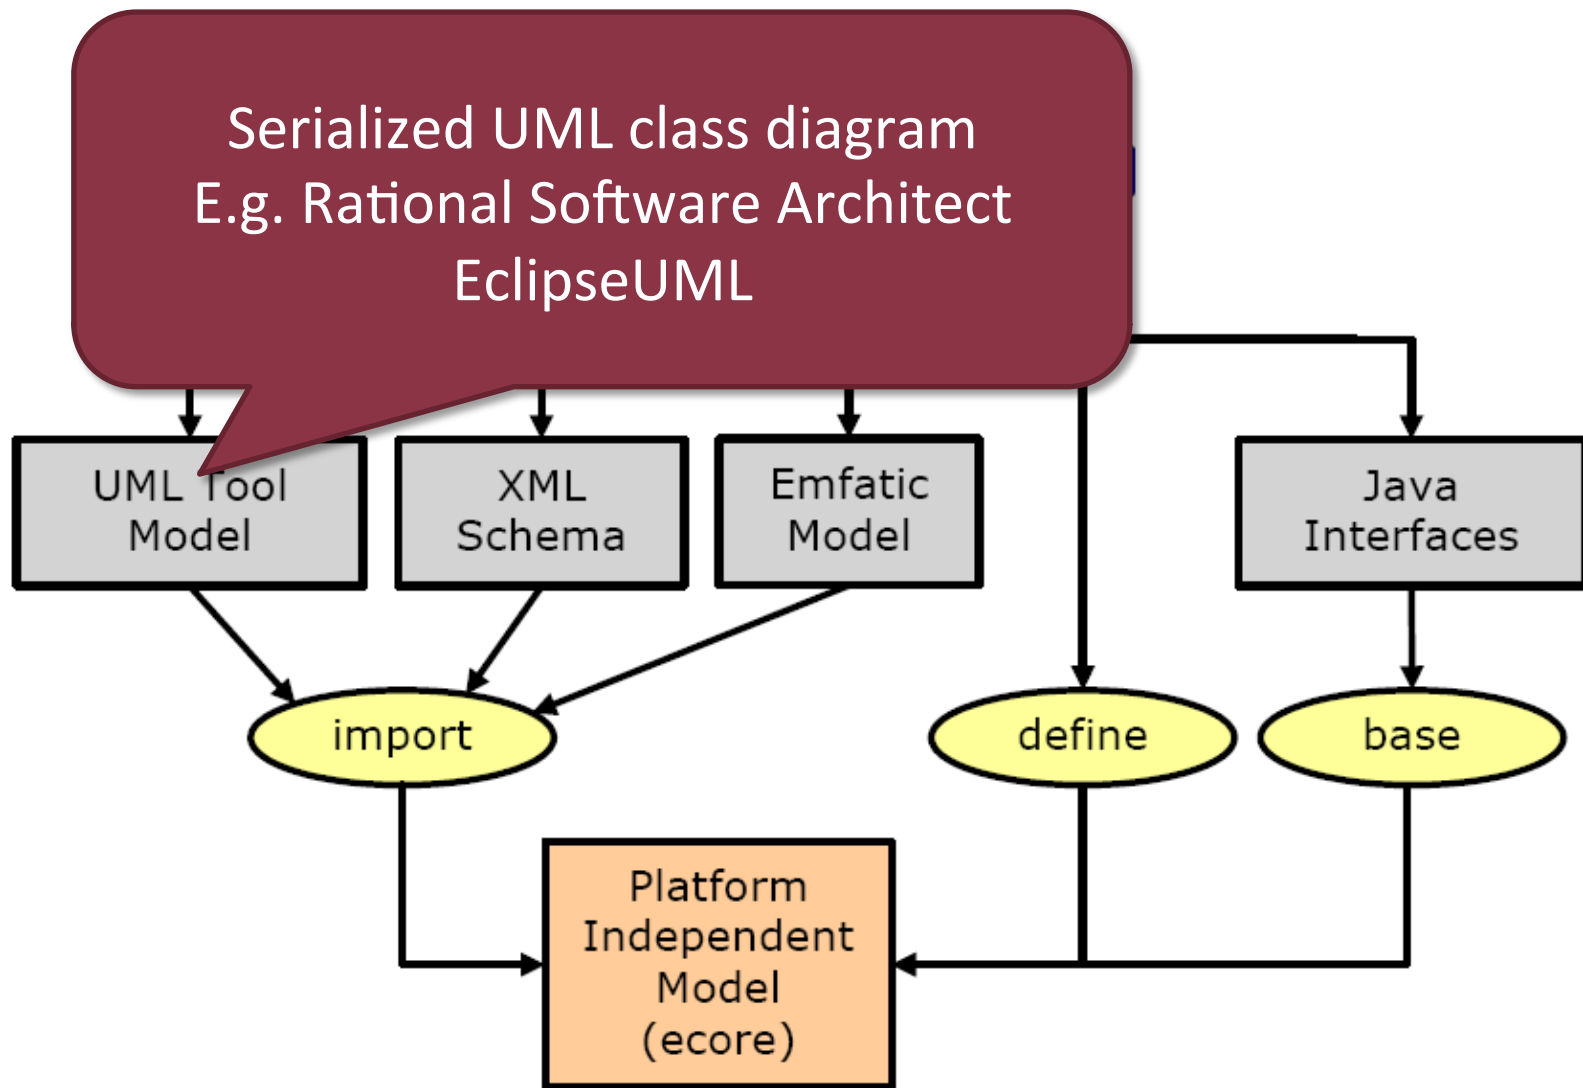 Serialized UML class diagram
E.g. Rational Software Architect
EclipseUML
UML Tool
Model
XML
Schema
Emfatic
Model
Java
Interfaces
import
define
base
Platform
Independent
Model
(ecore)